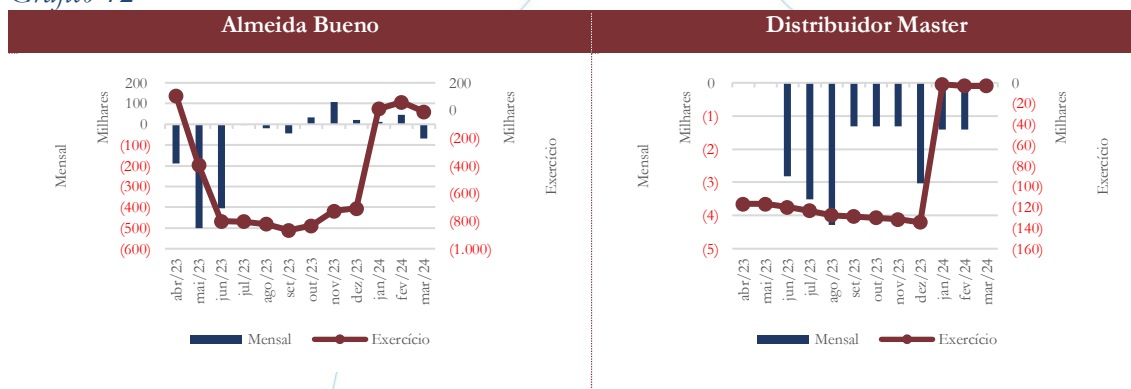 Gráfico 12
Almeida Bueno
Distribuidor Master
Mensal
Milhares
200
100
0
(100)
(200)
(300)
(400)
(500)
(600)
200
0
(200)
(400)
(600)
(800)
(1.000)
Milhares
Exercício
abr/23
mai/23
jun/23
jul/23
ago/23
set/23
out/23
nov/23
dez/23
jan/24
fev/24
mar/24
Mensal
Exercício
Mensal
Milhares
0
(1)
(2)
(3)
(4)
(5)
0
(20)
(40)
(60)
(80)
(100)
(120)
(140)
(160)
Milhares
Exercício
abr/23
mai/23
jun/23
jul/23
ago/23
set/23
out/23
nov/23
dez/23
jan/24
fev/24
mar/24
Mensal
Exercício